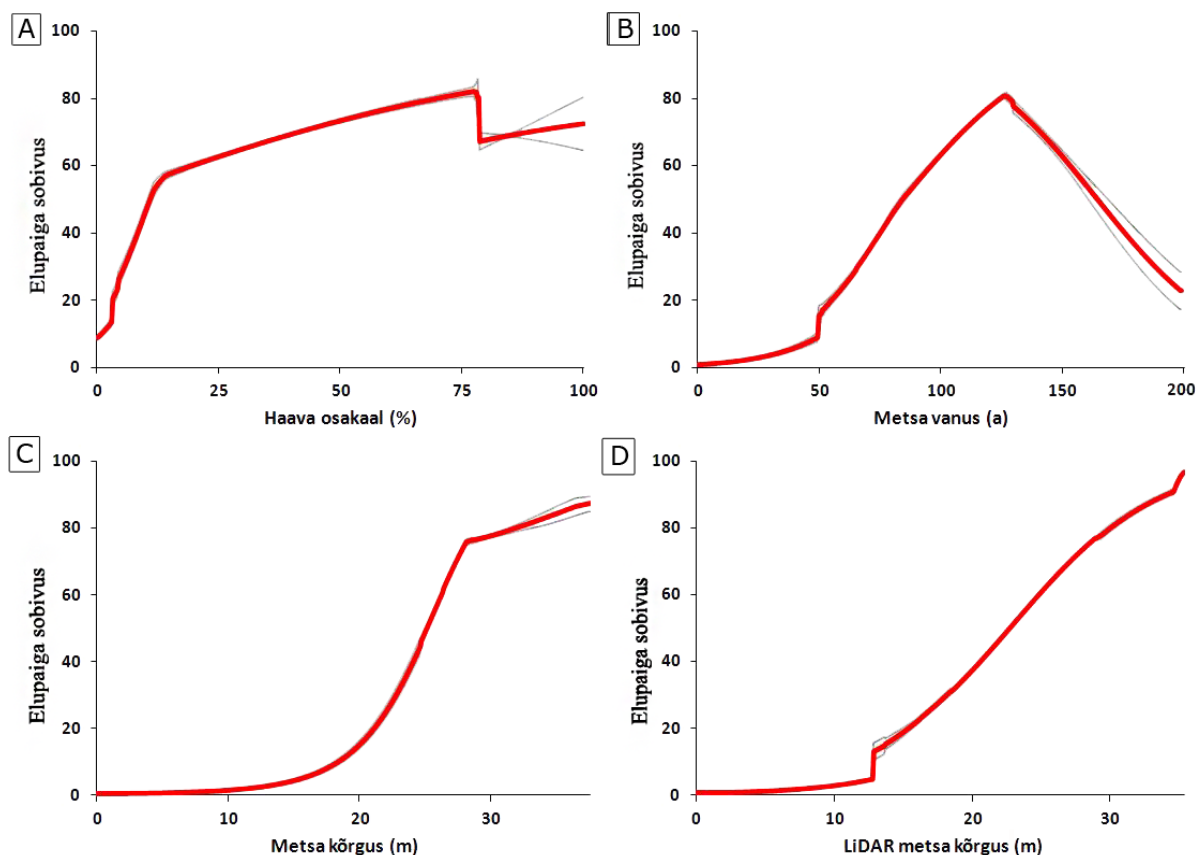 A
100
80
60
40
20
0
Elupaiga sobivus
0 25 50 75 100
Haava osakaal (%)
B
100
80
60
40
20
0
Elupaiga sobivus
0 50 100 150 200
Metsa vanus (a)
C
100
80
60
40
20
0
Elupaiga sobivus
0 10 20 30
Metsa kõrgus (m)
D
100
80
60
40
20
0
Elupaiga sobivus
0 10 20 30
LiDAR metsa kõrgus (m)